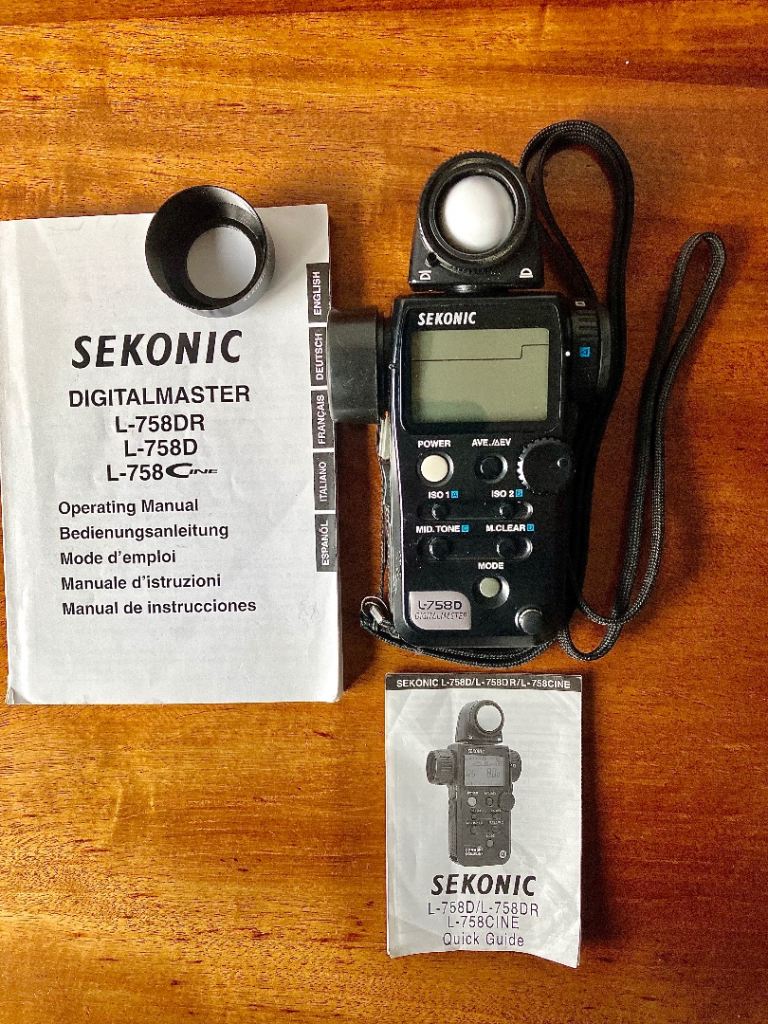 SEKONIC
DIGITALMASTER
L-758DR
L-758D
L-758CINE
Operating Manual
Bedienungsanleitung
Mode d'emploi
Manuale d'istruzioni
Manual de instrucciones
ENGLISH
DEUTSCH
FRANÇAIS
ITALIANO
ESPAÑOL
SEKONIC
POWER
AVE./ΔEV
ISO 1 A
ISO 2 B
MID.TONE C
M.CLEAR D
MODE
L-758D
DIGITALMASTER
SEKONIC L-758D/L-758DR/L-758CINE
SEKONIC
SEKONIC
L-758D/L-758DR
L-758CINE
Quick Guide